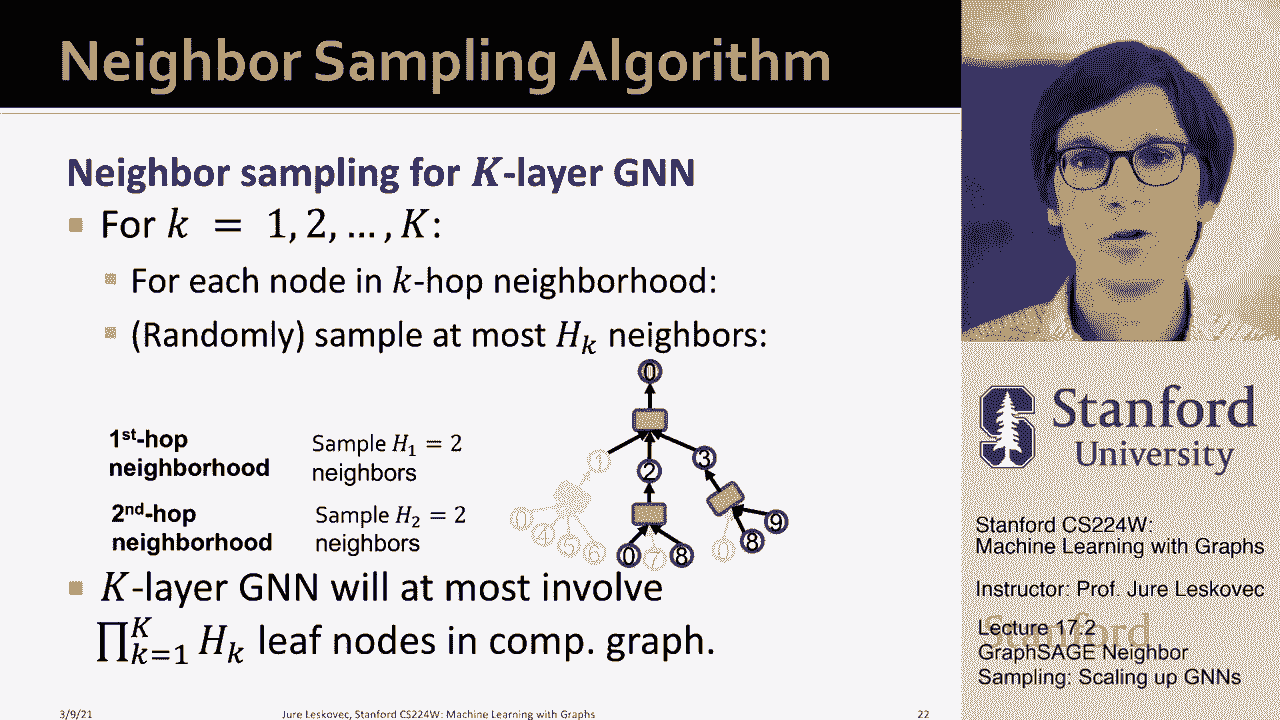 Neighbor Sampling Algorithm
Neighbor sampling for K-layer GNN
For k = 1, 2, …, K:
For each node in k-hop neighborhood:
(Randomly) sample at most H_k neighbors:
0
1 2 3
0 4 5 6 0 7 8 0 8 9
1st-hop
neighborhood
Sample H_1 = 2
neighbors
2nd-hop
neighborhood
Sample H_2 = 2
neighbors
K-layer GNN will at most involve
∏_{k=1}^{K} H_k leaf nodes in comp. graph.
3/9/21
Jure Leskovec, Stanford CS224W: Machine Learning with Graphs
22
S
Stanford
University
Stanford CS224W:
Machine Learning with Graphs
Instructor: Prof. Jure Leskovec
Lecture 17.2
GraphSAGE Neighbor
Sampling: Scaling up GNNs